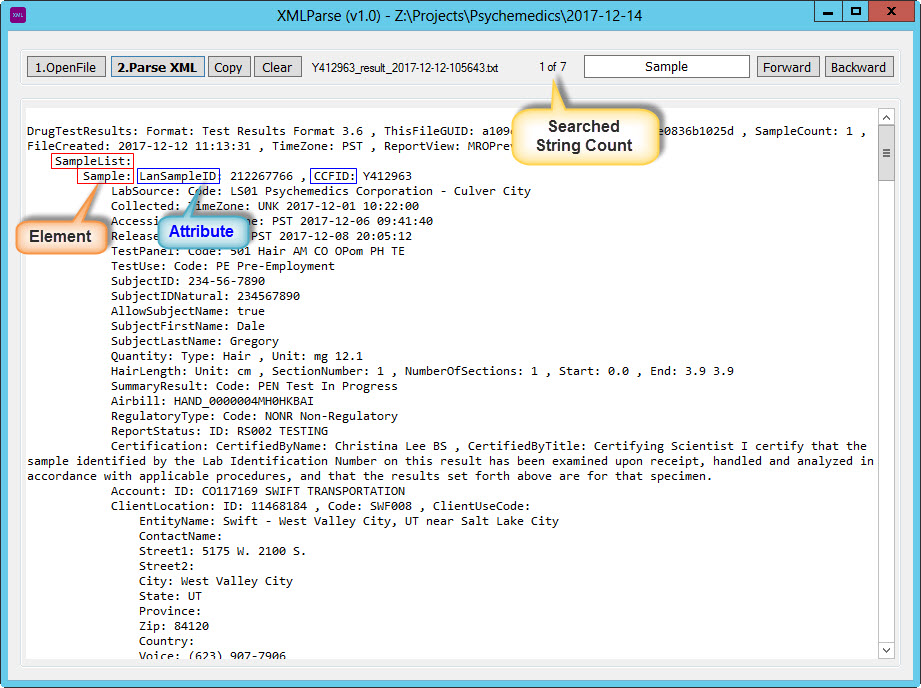 XML
XMLParse (v1.0) - Z:\Projects\Psychemedics\2017-12-14
1.OpenFile 2.Parse XML Copy Clear Y412963_result_2017-12-12-105643.txt 1 of 7 Sample Forward Backward
Searched
String Count
DrugTestResults: Format: Test Results Format 3.6 , ThisFileGUID: , SampleCount: 1 ,
FileCreated: 2017-12-12 11:13:31 , TimeZone: PST , ReportView:
SampleList:
Sample: LanSampleID: 212267766 , CCFID: Y412963
LabSource: Code: LS01 Psychemedics Corporation - Culver City
Collected: TimeZone: UNK 2017-12-01 10:22:00
PST 2017-12-06 09:41:40
PST 2017-12-08 20:05:12
Element
Attribute
TestPanel: Code: 501 Hair AM CO OPom PH TE
TestUse: Code: PE Pre-Employment
SubjectID: 234-56-7890
SubjectIDNatural: 234567890
AllowSubjectName: true
SubjectFirstName: Dale
SubjectLastName: Gregory
Quantity: Type: Hair , Unit: mg 12.1
HairLength: Unit: cm , SectionNumber: 1 , NumberOfSections: 1 , Start: 0.0 , End: 3.9 3.9
SummaryResult: Code: PEN Test In Progress
Airbill: HAND_0000004MH0HKBAI
RegulatoryType: Code: NONR Non-Regulatory
ReportStatus: ID: RS002 TESTING
Certification: CertifiedByName: Christina Lee BS , CertifiedByTitle: Certifying Scientist I certify that the
sample identified by the Lab Identification Number on this result has been examined upon receipt, handled and analyzed in
accordance with applicable procedures, and that the results set forth above are for that specimen.
Account: ID: CO117169 SWIFT TRANSPORTATION
ClientLocation: ID: 11468184 , Code: SWF008 , ClientUseCode:
EntityName: Swift - West Valley City, UT near Salt Lake City
ContactName:
Street1: 5175 W. 2100 S.
Street2:
City: West Valley City
State: UT
Province:
Zip: 84120
Country:
Voice: (623) 907-7906